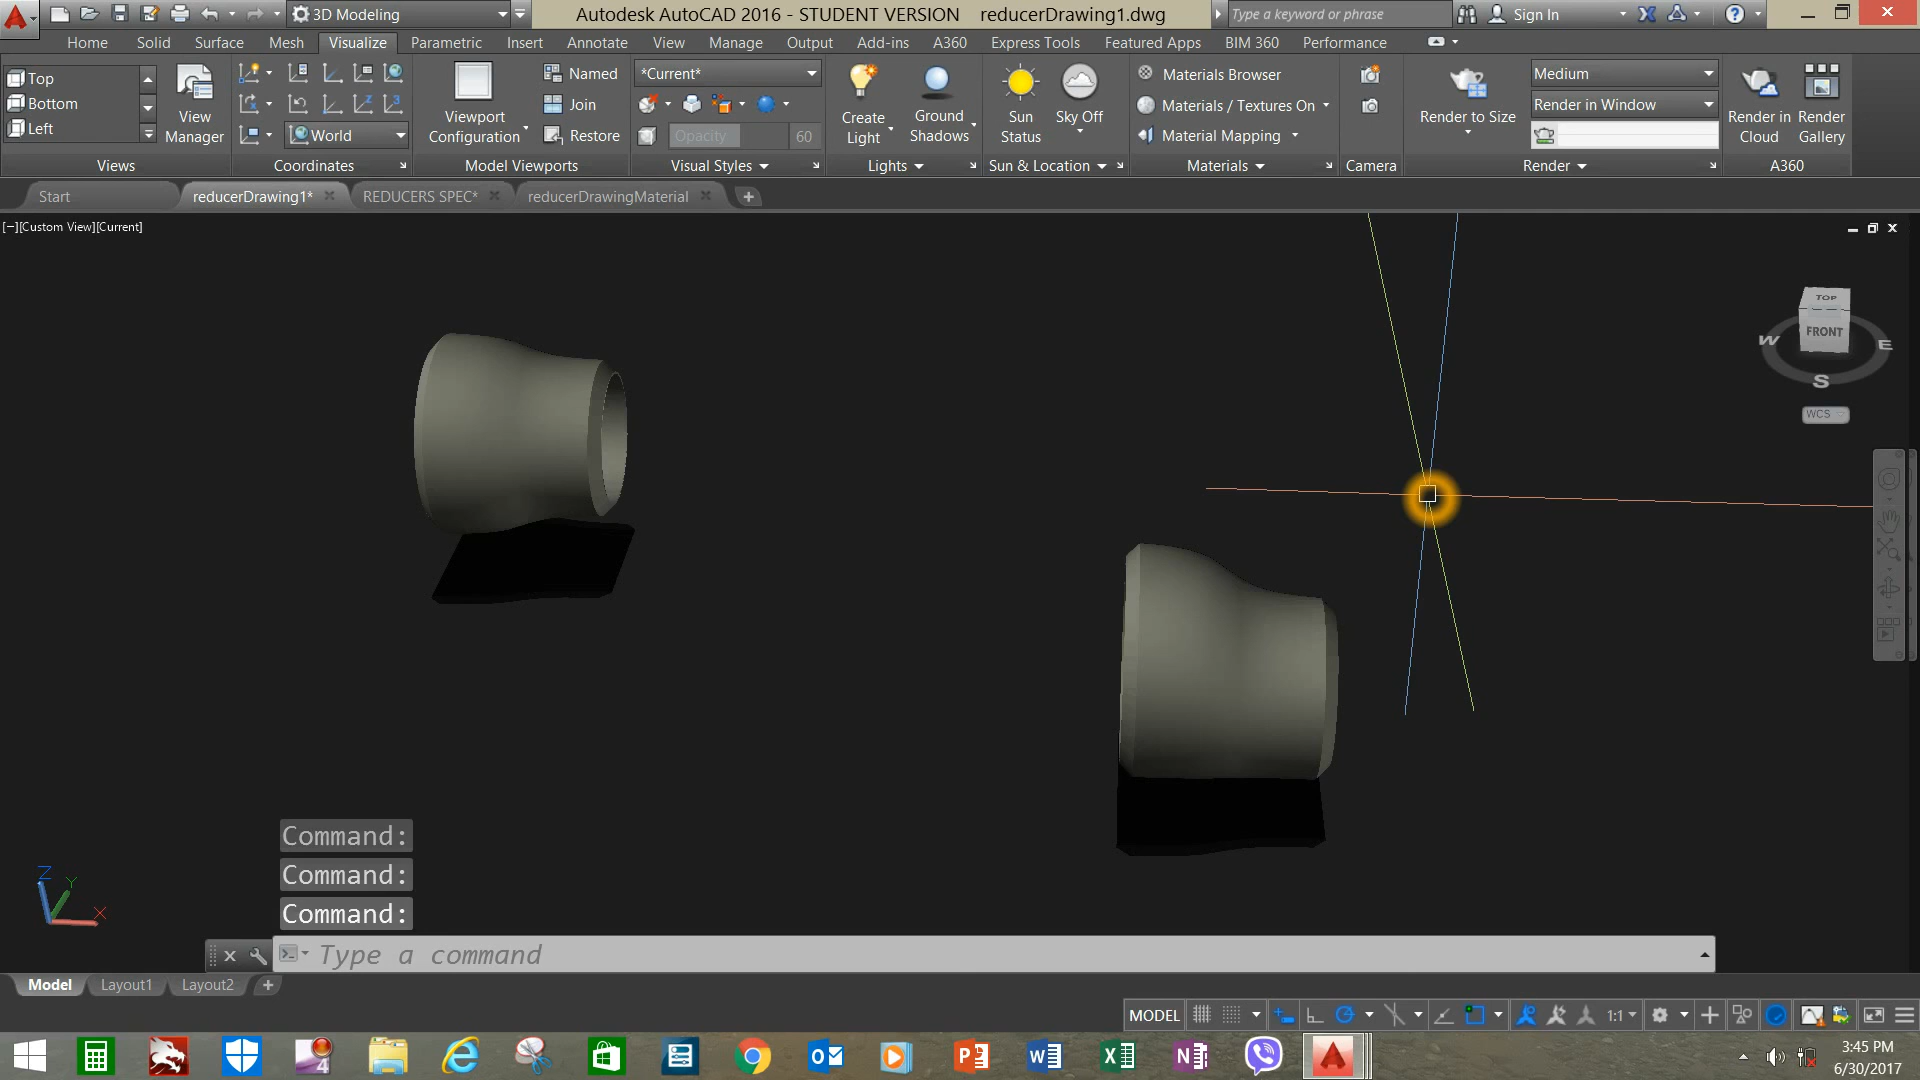 3D Modeling
Autodesk AutoCAD 2016 - STUDENT VERSION reducerDrawing1.dwg
Type a keyword or phrase
Sign In
Home Solid Surface Mesh Visualize Parametric Insert Annotate View Manage Output Add-ins A360 Express Tools Featured Apps BIM 360 Performance
Top
Bottom
Left
View
Manager
World
Viewport
Configuration
Named
Join
Restore
*Current*
Opacity 60
Create
Light
Ground
Shadows
Sun
Status
Sky Off
Materials Browser
Materials / Textures On
Material Mapping
Render to Size
Medium
Render in Window
Render in
Cloud
Render
Gallery
Views Coordinates Model Viewports Visual Styles Lights Sun & Location Materials Camera Render A360
Start reducerDrawing1* REDUCERS SPEC* reducerDrawingMaterial
[−][Custom View][Current]
TOP
FRONT
W
E
S
WCS
Command:
Command:
Command:
Z
Y
X
Type a command
Model Layout1 Layout2
MODEL
1:1
3:45 PM
6/30/2017